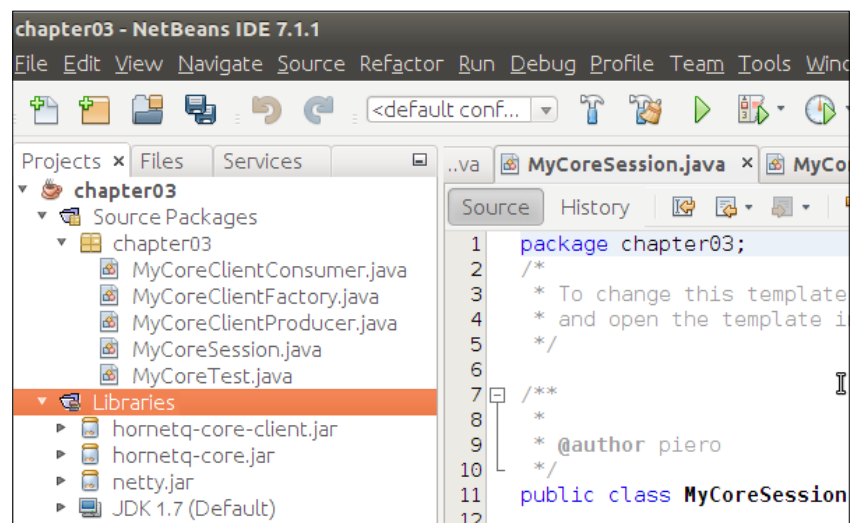 chapter03 - NetBeans IDE 7.1.1
File Edit View Navigate Source Refactor Run Debug Profile Team Tools
<default conf...
Projects × Files Services
..va MyCoreSession.java ×
chapter03
Source Packages
chapter03
MyCoreClientConsumer.java
MyCoreClientFactory.java
MyCoreClientProducer.java
MyCoreSession.java
MyCoreTest.java
Libraries
hornetq-core-client.jar
hornetq-core.jar
netty.jar
JDK 1.7 (Default)
Source History
1 package chapter03;
2 /*
3 * To change this template
4 * and open the template
5 */
6
7 /**
8 *
9 * @author piero
10 */
11 public class MyCoreSession
12